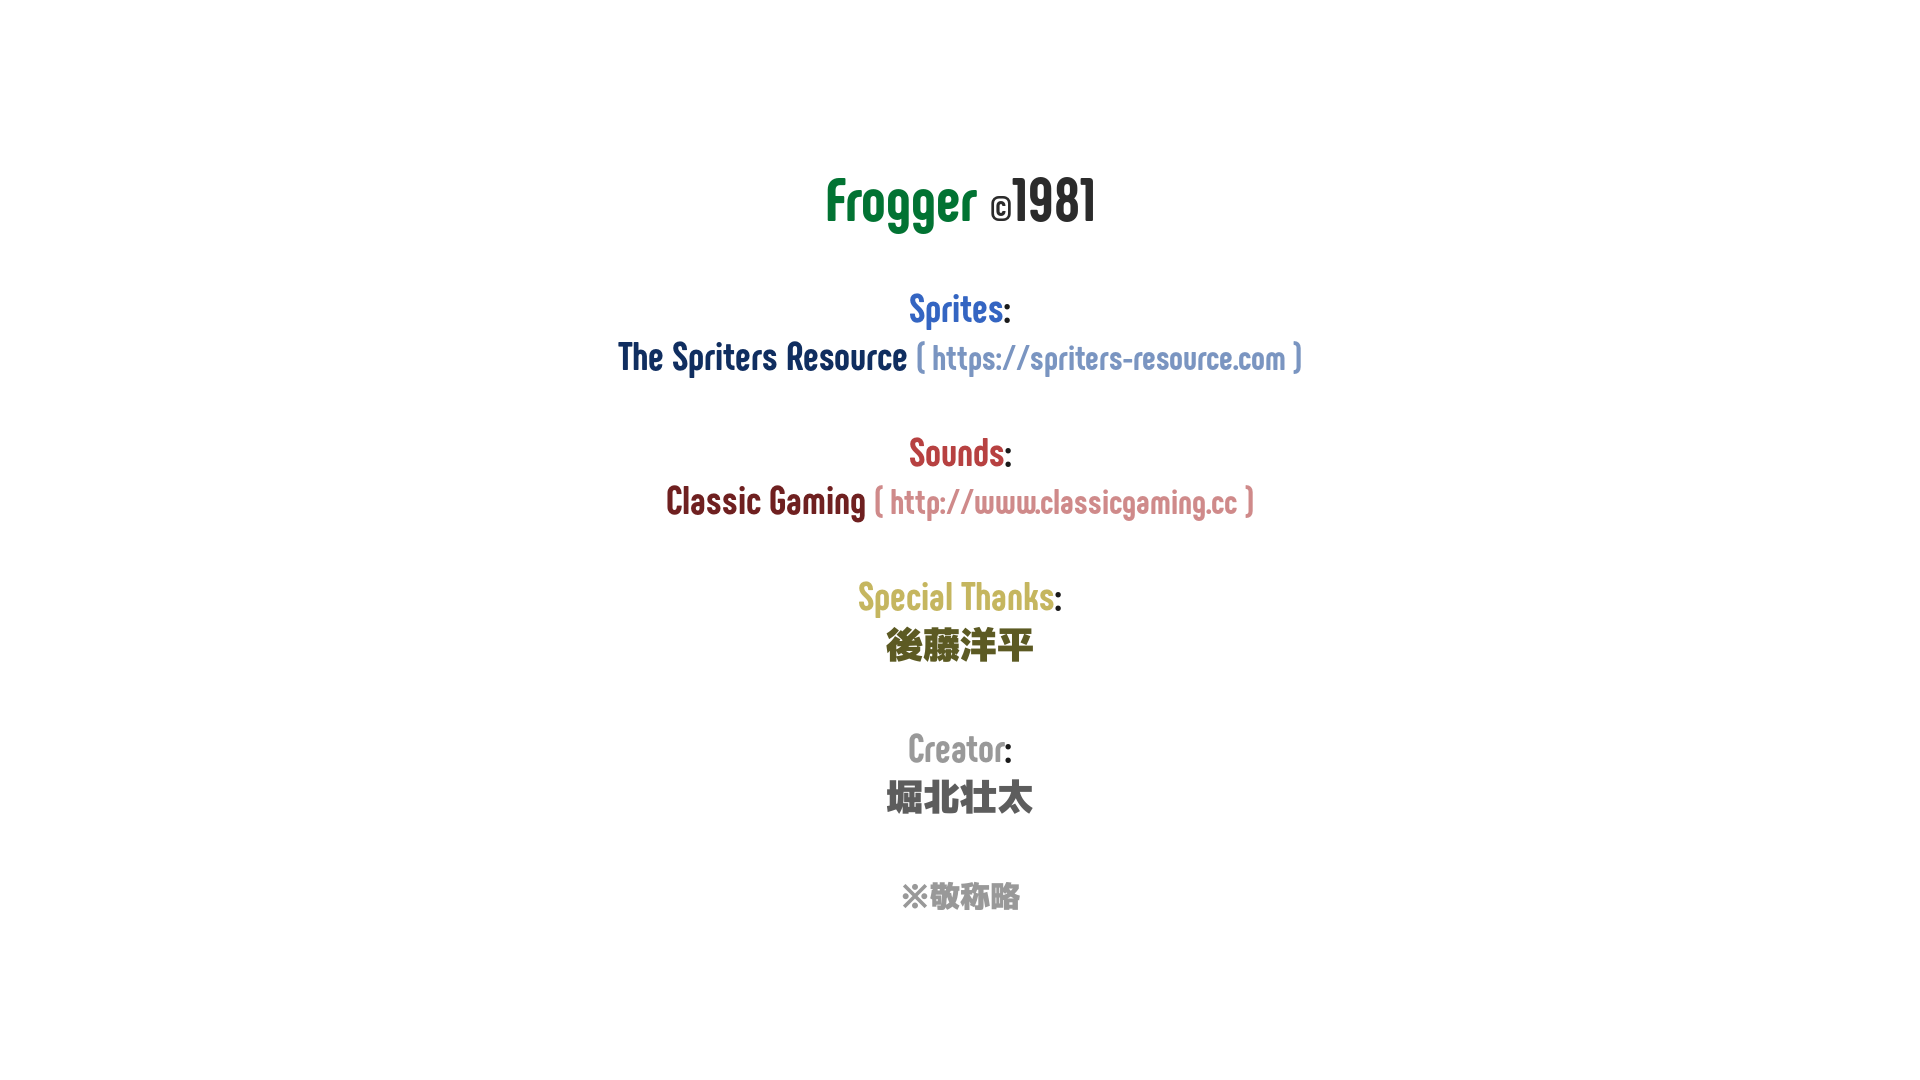 Frogger ©1981
Sprites:
The Spriters Resource ( https://spriters-resource.com )
Sounds:
Classic Gaming ( http://www.classicgaming.cc )
Special Thanks:
後藤洋平
Creator:
堀北壮太
※敬称略